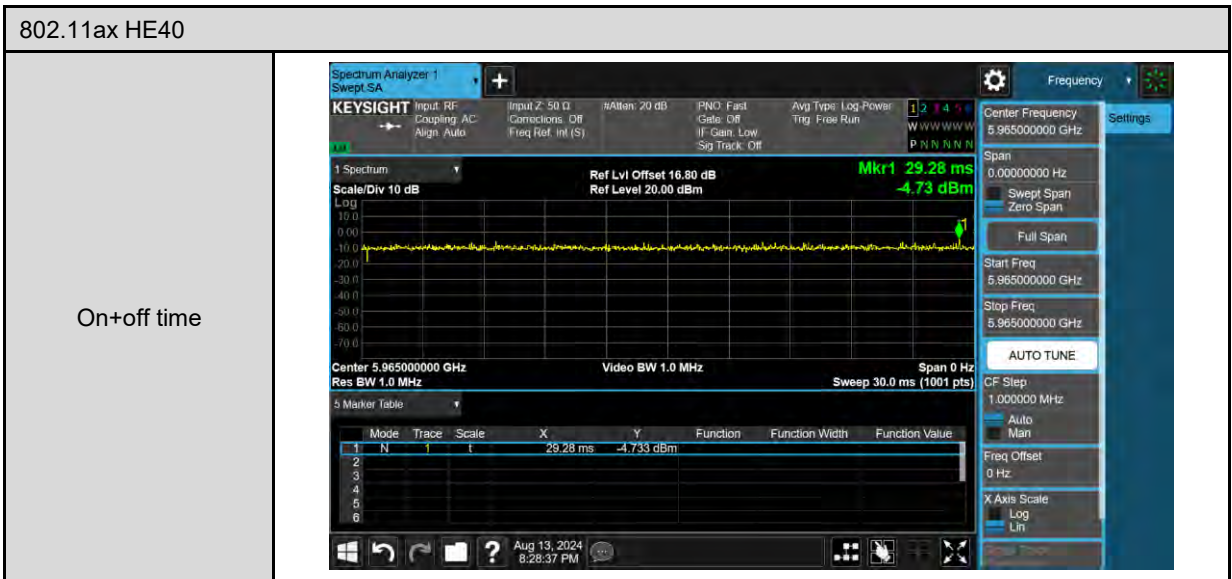 802.11ax HE40
On+off time
Spectrum Analyzer 1
Swept SA
Frequency
KEYSIGHT
Input: RF
Coupling: AC
Align: Auto
Input Z: 50 Ω
Corrections: Off
Freq Ref: Int (S)
#Atten: 20 dB
PNO: Fast
Gate: Off
IF Gain: Low
Sig Track: Off
Avg Type: Log-Power
Trig: Free Run
1 2 3 4 5 6
W W W W W W
P N N N N N
Settings
Center Frequency
5.965000000 GHz
Span
0.00000000 Hz
Swept Span
Zero Span
Full Span
Start Freq
5.965000000 GHz
Stop Freq
5.965000000 GHz
AUTO TUNE
CF Step
1.000000 MHz
Auto
Man
Freq Offset
0 Hz
X Axis Scale
Log
Lin
1 Spectrum
Scale/Div 10 dB
Ref Lvl Offset 16.80 dB
Ref Level 20.00 dBm
Mkr1 29.28 ms
-4.73 dBm
Log
10.0
0.00
-10.0
-20.0
-30.0
-40.0
-50.0
-60.0
-70.0
1
Center 5.965000000 GHz
Res BW 1.0 MHz
Video BW 1.0 MHz
Span 0 Hz
Sweep 30.0 ms (1001 pts)
5 Marker Table
Mode Trace Scale X Y Function Function Width Function Value
1 N 1 t 29.28 ms -4.733 dBm
2
3
4
5
6
?
Aug 13, 2024
8:28:37 PM